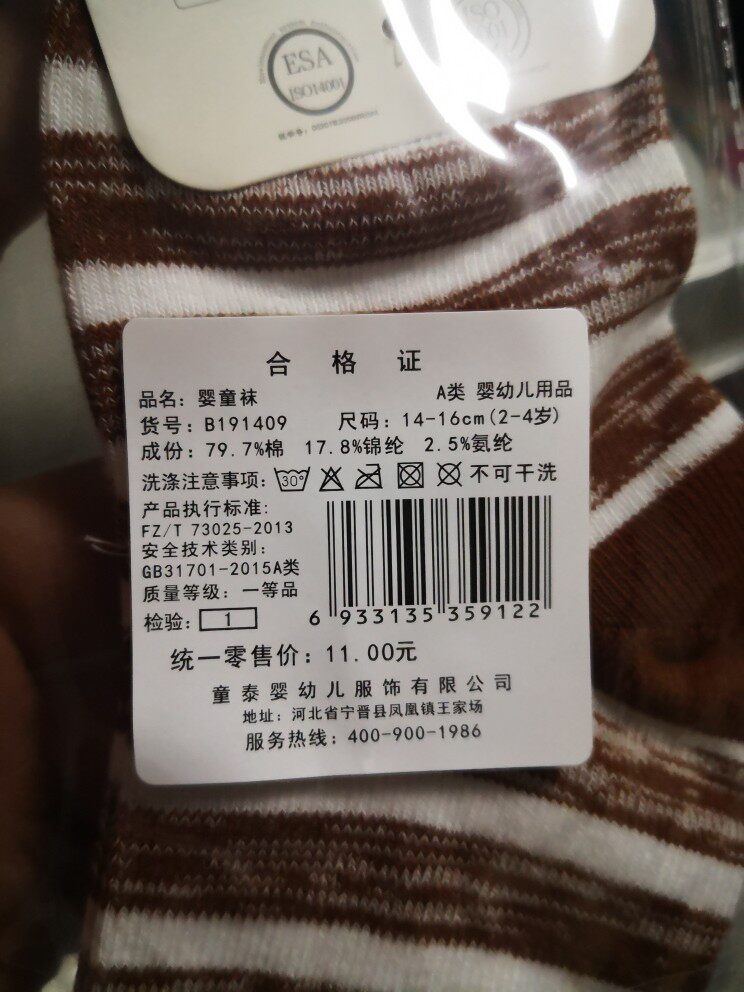 ESA
ISO14001
合格证
品名：婴童袜 A类 婴幼儿用品
货号：B191409 尺码：14-16cm(2-4岁)
成份：79.7%棉 17.8%锦纶 2.5%氨纶
洗涤注意事项： 30° 不可干洗
产品执行标准：
FZ/T 73025-2013
安全技术类别：
GB31701-2015A类
质量等级：一等品
检验： 1
6 933135 359122
统一零售价：11.00元
童泰婴幼儿服饰有限公司
地址：河北省宁晋县凤凰镇王家场
服务热线：400-900-1986